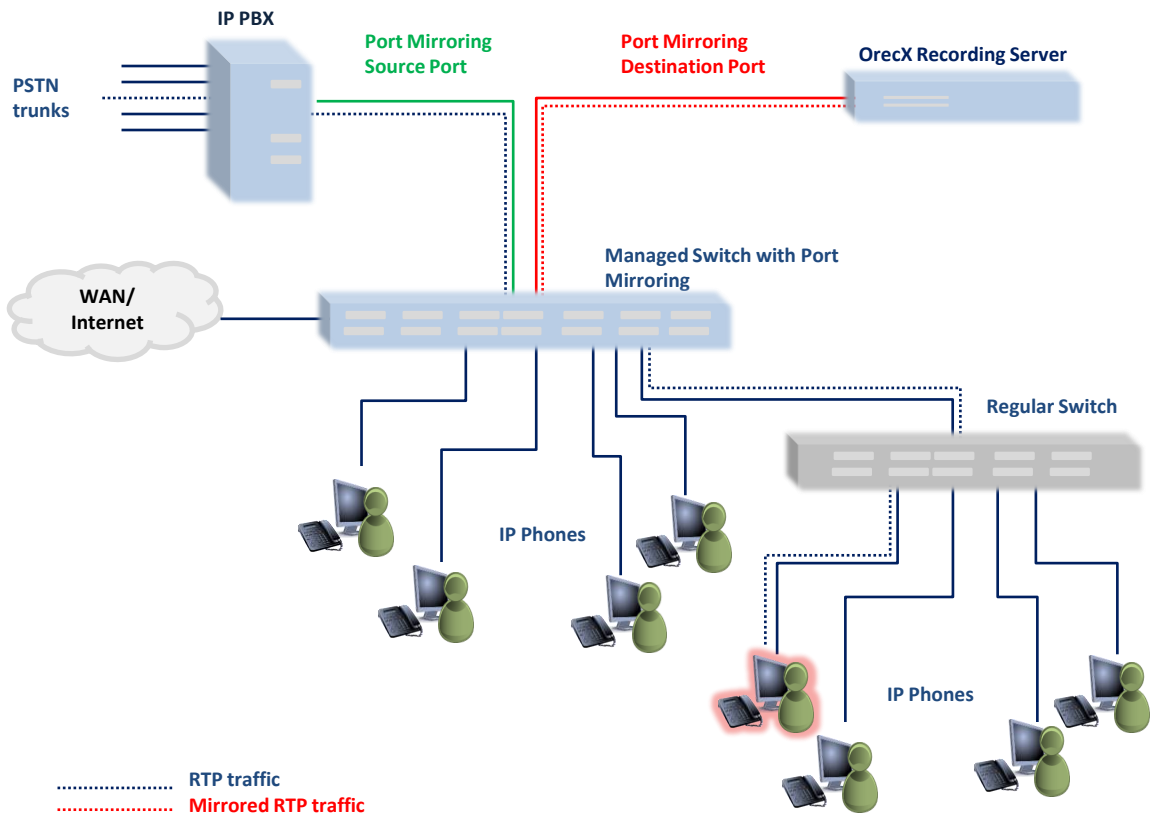 IP PBX
Port Mirroring
Source Port
Port Mirroring
Destination Port
OrecX Recording Server
PSTN
trunks
Managed Switch with Port
Mirroring
WAN/
Internet
Regular Switch
IP Phones
IP Phones
RTP traffic
Mirrored RTP traffic